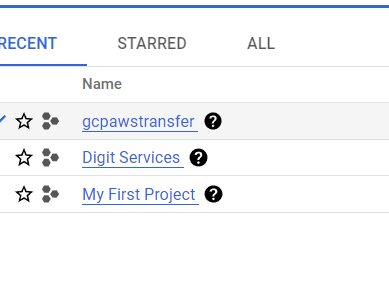 RECENT STARRED ALL
Name
gcpawstransfer
Digit Services
My First Project